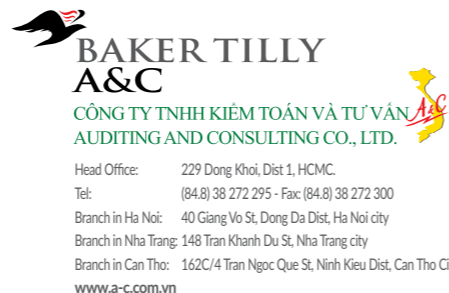 BAKER TILLY
A&C
CÔNG TY TNHH KIỂM TOÁN VÀ TƯ VẤN
A&C
AUDITING AND CONSULTING CO., LTD.
Head Office: 229 Dong Khoi, Dist 1, HCMC.
Tel: (84.8) 38 272 295 - Fax: (84.8) 38 272 300
Branch in Ha Noi: 40 Giang Vo St, Dong Da Dist, Ha Noi city
Branch in Nha Trang: 148 Tran Khanh Du St, Nha Trang city
Branch in Can Tho: 162C/4 Tran Ngoc Que St, Ninh Kieu Dist, Can Tho Ci
www.a-c.com.vn